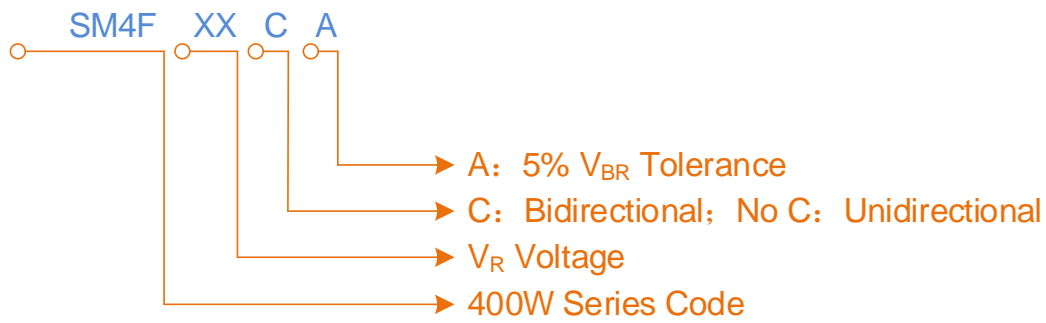 SM4F XX C A
A：5% VBR Tolerance
C：Bidirectional；No C：Unidirectional
VR Voltage
400W Series Code